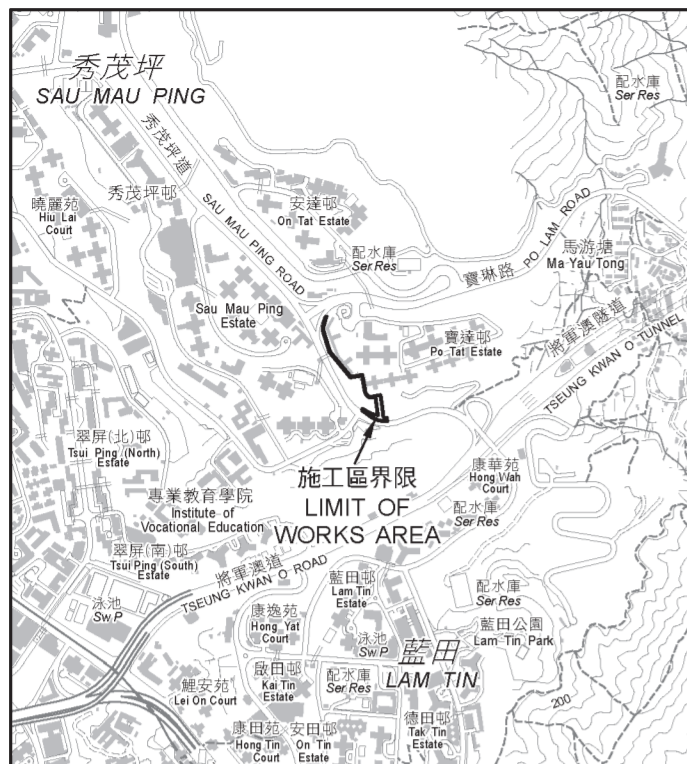 秀茂坪
SAU MAU PING
配水庫
Ser Res
秀茂坪道
SAU MAU PING ROAD
秀茂坪邨
曉麗苑
Hiu Lai
Court
安達邨
On Tat Estate
配水庫
Ser Res
寶琳路
PO LAM ROAD
馬游塘
Ma Yau Tong
Sau Mau Ping
Estate
寶達邨
Po Tat Estate
將軍澳隧道
TSEUNG KWAN O TUNNEL
翠屏(北)邨
Tsui Ping (North)
Estate
施工區界限
LIMIT OF
WORKS AREA
康華苑
Hong Wah
Court
專業教育學院
Institute of
Vocational Education
配水庫
Ser Res
翠屏(南)邨
Tsui Ping (South)
Estate
將軍澳道
TSEUNG KWAN O ROAD
藍田邨
Lam Tin
Estate
配水庫
Ser Res
泳池
Sw P
康逸苑
Hong Yat
Court
泳池
Sw P
藍田
LAM TIN
藍田公園
Lam Tin Park
鯉安苑
Lei On Court
啟田邨
Kai Tin
Estate
配水庫
Ser Res
200
康田苑
Hong Tin
Court
安田邨
On Tin
Estate
德田邨
Tak Tin
Estate